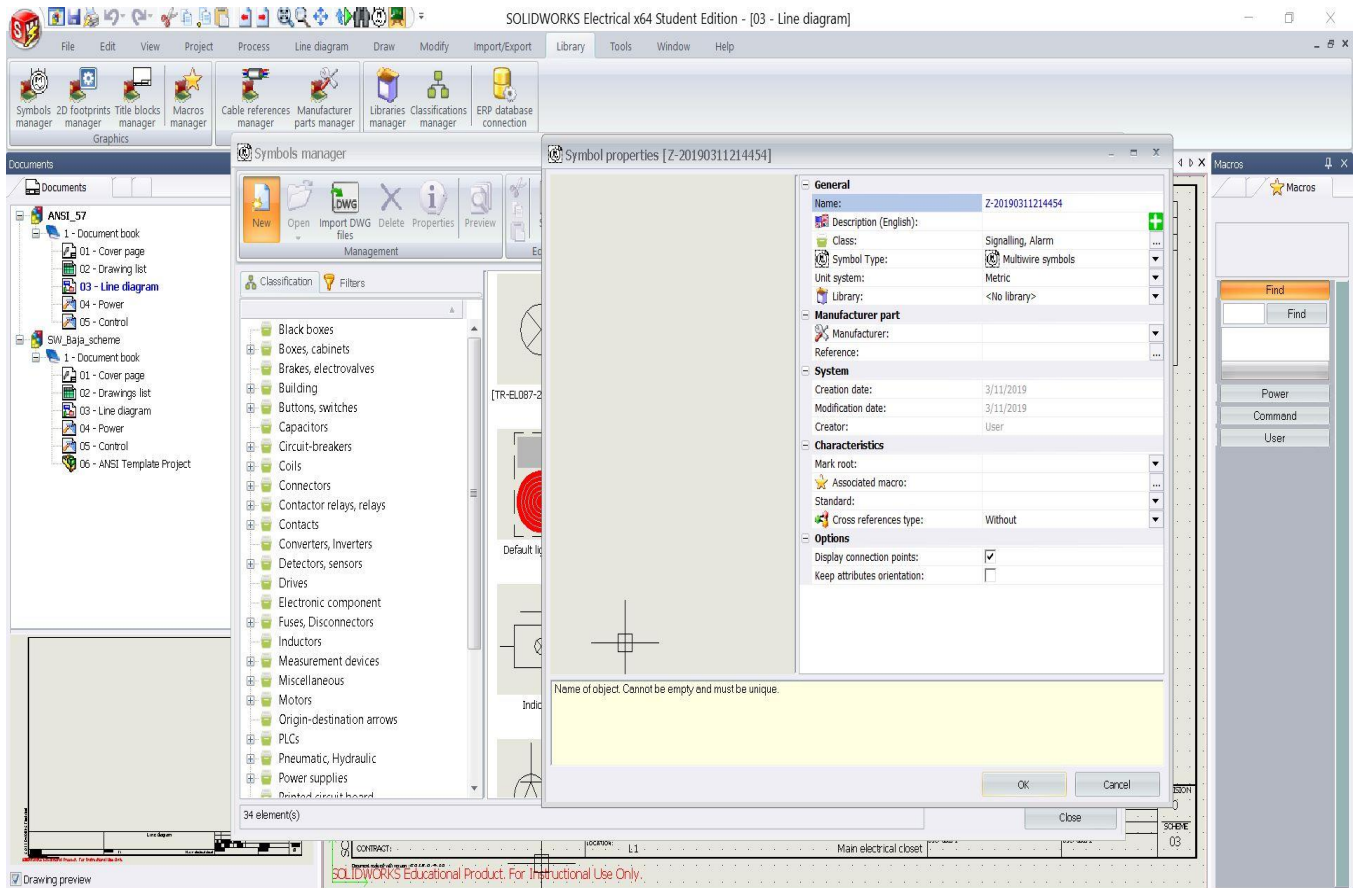 SOLIDWORKS Electrical x64 Student Edition - [03 - Line diagram]
File Edit View Project Process Line diagram Draw Modify Import/Export Library Tools Window Help
Symbols manager
2D footprints manager
Title blocks manager
Macros manager
Cable references manager
Manufacturer parts manager
Libraries manager
Classifications manager
ERP database connection
Graphics
Documents
Documents
ANSI_57
1 - Document book
01 - Cover page
02 - Drawing list
03 - Line diagram
04 - Power
05 - Control
SW_Baja_scheme
1 - Document book
01 - Cover page
02 - Drawings list
03 - Line diagram
04 - Power
05 - Control
06 - ANSI Template Project
Drawing preview
Symbols manager
New
Open
Import DWG files
Delete
Properties
Preview
Management
Classification
Filters
Black boxes
Boxes, cabinets
Brakes, electrovalves
Building
Buttons, switches
Capacitors
Circuit-breakers
Coils
Connectors
Contactor relays, relays
Contacts
Converters, Inverters
Detectors, sensors
Drives
Electronic component
Fuses, Disconnectors
Inductors
Measurement devices
Miscellaneous
Motors
Origin-destination arrows
PLCs
Pneumatic, Hydraulic
Power supplies
Printed circuit board
[TR-EL087-2
Default lig
Indic
34 element(s)
Close
Symbol properties [Z-20190311214454]
General
Name: Z-20190311214454
Description (English):
Class: Signalling, Alarm
Symbol Type: Multiwire symbols
Unit system: Metric
Library: <No library>
Manufacturer part
Manufacturer:
Reference:
System
Creation date: 3/11/2019
Modification date: 3/11/2019
Creator: User
Characteristics
Mark root:
Associated macro:
Standard:
Cross references type: Without
Options
Display connection points:
Keep attributes orientation:
Name of object. Cannot be empty and must be unique.
OK Cancel
Macros
Macros
Find
Find
Power
Command
User
SCHEME
03
CONTRACT:
LOCATION: L1 Main electrical closet
SOLIDWORKS Educational Product. For Instructional Use Only.